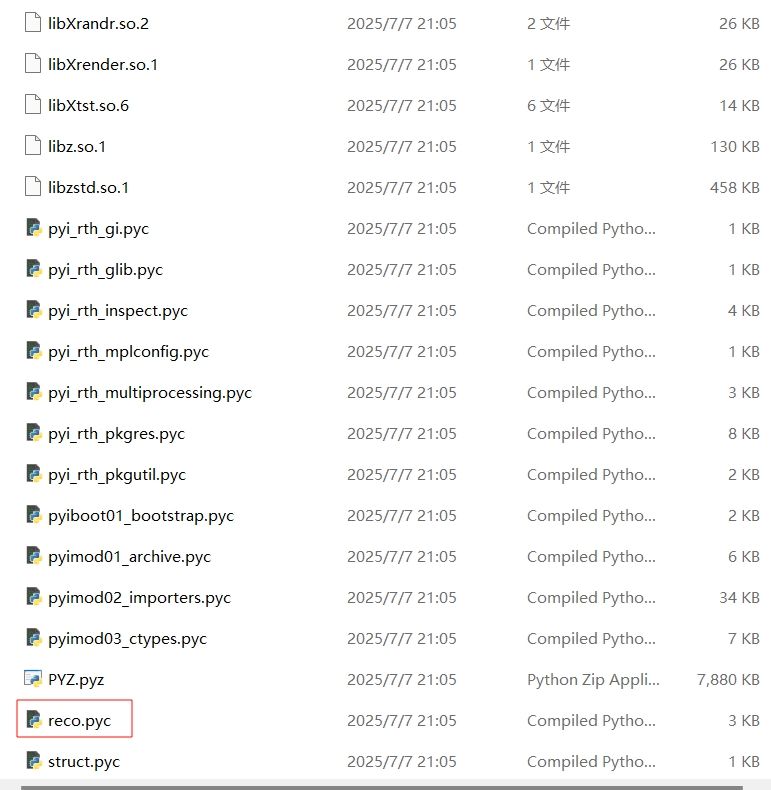 libXrandr.so.2 2025/7/7 21:05 2 文件 26 KB
libXrender.so.1 2025/7/7 21:05 1 文件 26 KB
libXtst.so.6 2025/7/7 21:05 6 文件 14 KB
libz.so.1 2025/7/7 21:05 1 文件 130 KB
libzstd.so.1 2025/7/7 21:05 1 文件 458 KB
pyi_rth_gi.pyc 2025/7/7 21:05 Compiled Pytho... 1 KB
pyi_rth_glib.pyc 2025/7/7 21:05 Compiled Pytho... 1 KB
pyi_rth_inspect.pyc 2025/7/7 21:05 Compiled Pytho... 4 KB
pyi_rth_mplconfig.pyc 2025/7/7 21:05 Compiled Pytho... 1 KB
pyi_rth_multiprocessing.pyc 2025/7/7 21:05 Compiled Pytho... 3 KB
pyi_rth_pkgres.pyc 2025/7/7 21:05 Compiled Pytho... 8 KB
pyi_rth_pkgutil.pyc 2025/7/7 21:05 Compiled Pytho... 2 KB
pyiboot01_bootstrap.pyc 2025/7/7 21:05 Compiled Pytho... 2 KB
pyimod01_archive.pyc 2025/7/7 21:05 Compiled Pytho... 6 KB
pyimod02_importers.pyc 2025/7/7 21:05 Compiled Pytho... 34 KB
pyimod03_ctypes.pyc 2025/7/7 21:05 Compiled Pytho... 7 KB
PYZ.pyz 2025/7/7 21:05 Python Zip Appli... 7,880 KB
reco.pyc 2025/7/7 21:05 Compiled Pytho... 3 KB
struct.pyc 2025/7/7 21:05 Compiled Pytho... 1 KB